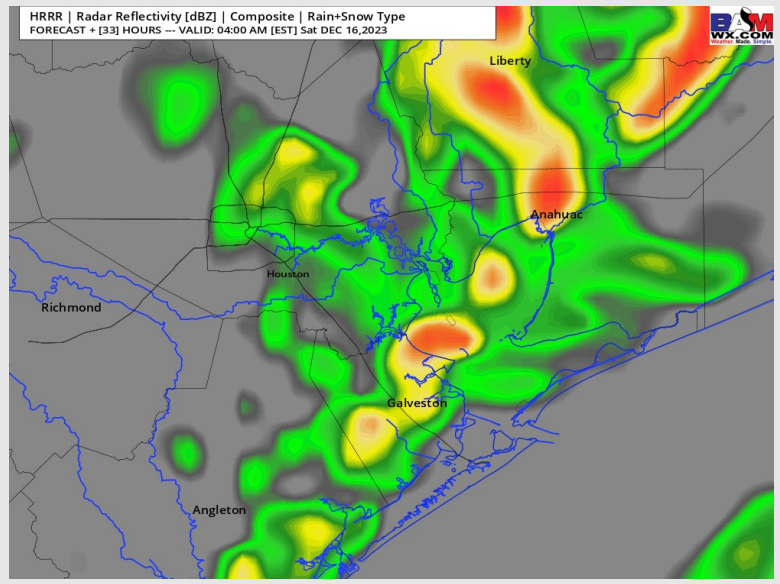 HRRR | Radar Reflectivity [dBZ] | Composite | Rain+Snow Type
FORECAST + [33] HOURS --- VALID: 04:00 AM [EST] Sat DEC 16,2023
BAM
WX.COM
Weather. Made. Simple.
Liberty
Anahuac
Houston
Richmond
Galveston
Angleton